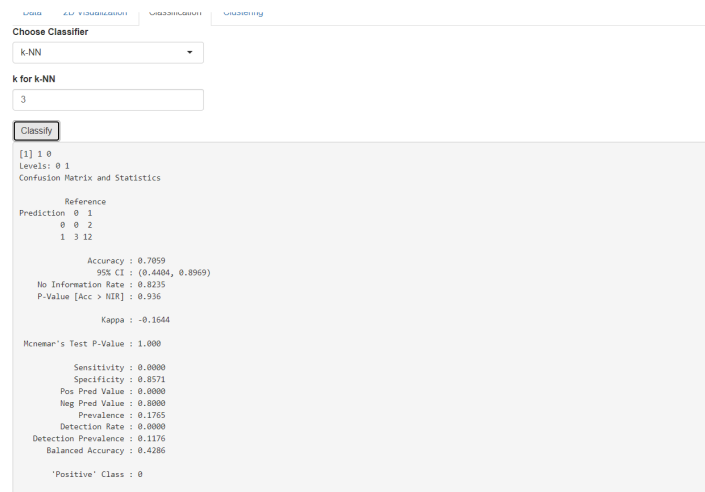 Data 2D Visualization Classification Clustering
Choose Classifier
k-NN
k for k-NN
3
Classify
[1] 1 0
Levels: 0 1
Confusion Matrix and Statistics
Reference
Prediction 0 1
0 0 2
1 3 12
Accuracy : 0.7059
95% CI : (0.4404, 0.8969)
No Information Rate : 0.8235
P-Value [Acc > NIR] : 0.936
Kappa : -0.1644
Mcnemar's Test P-Value : 1.000
Sensitivity : 0.0000
Specificity : 0.8571
Pos Pred Value : 0.0000
Neg Pred Value : 0.8000
Prevalence : 0.1765
Detection Rate : 0.0000
Detection Prevalence : 0.1176
Balanced Accuracy : 0.4286
'Positive' Class : 0